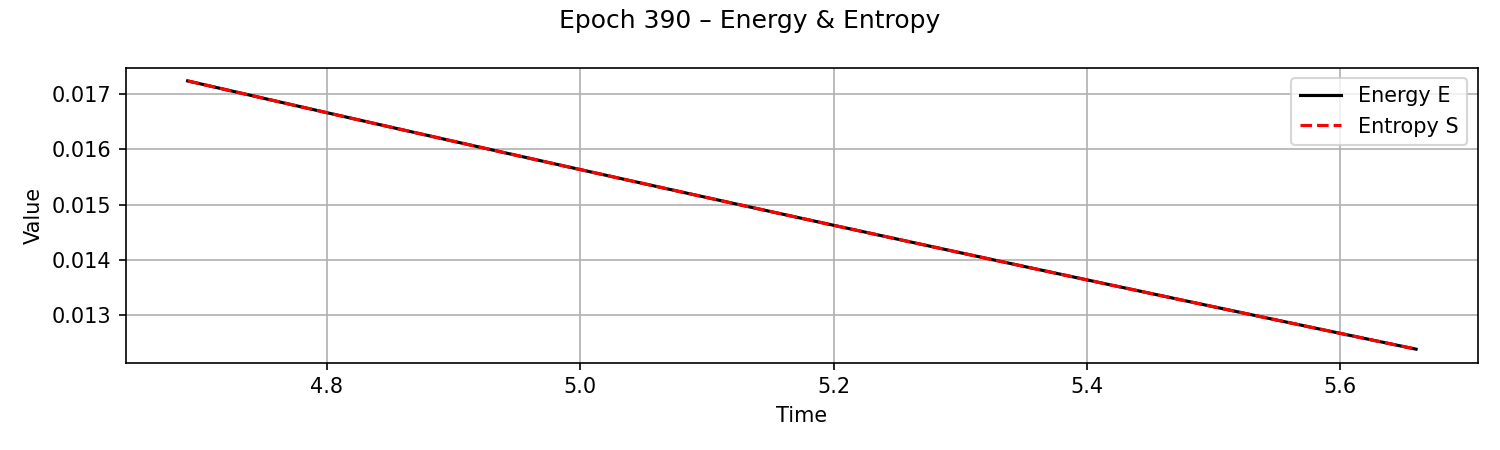 Epoch 390 – Energy & Entropy
Energy E
Entropy S
Value
0.017
0.016
0.015
0.014
0.013
4.8 5.0 5.2 5.4 5.6
Time